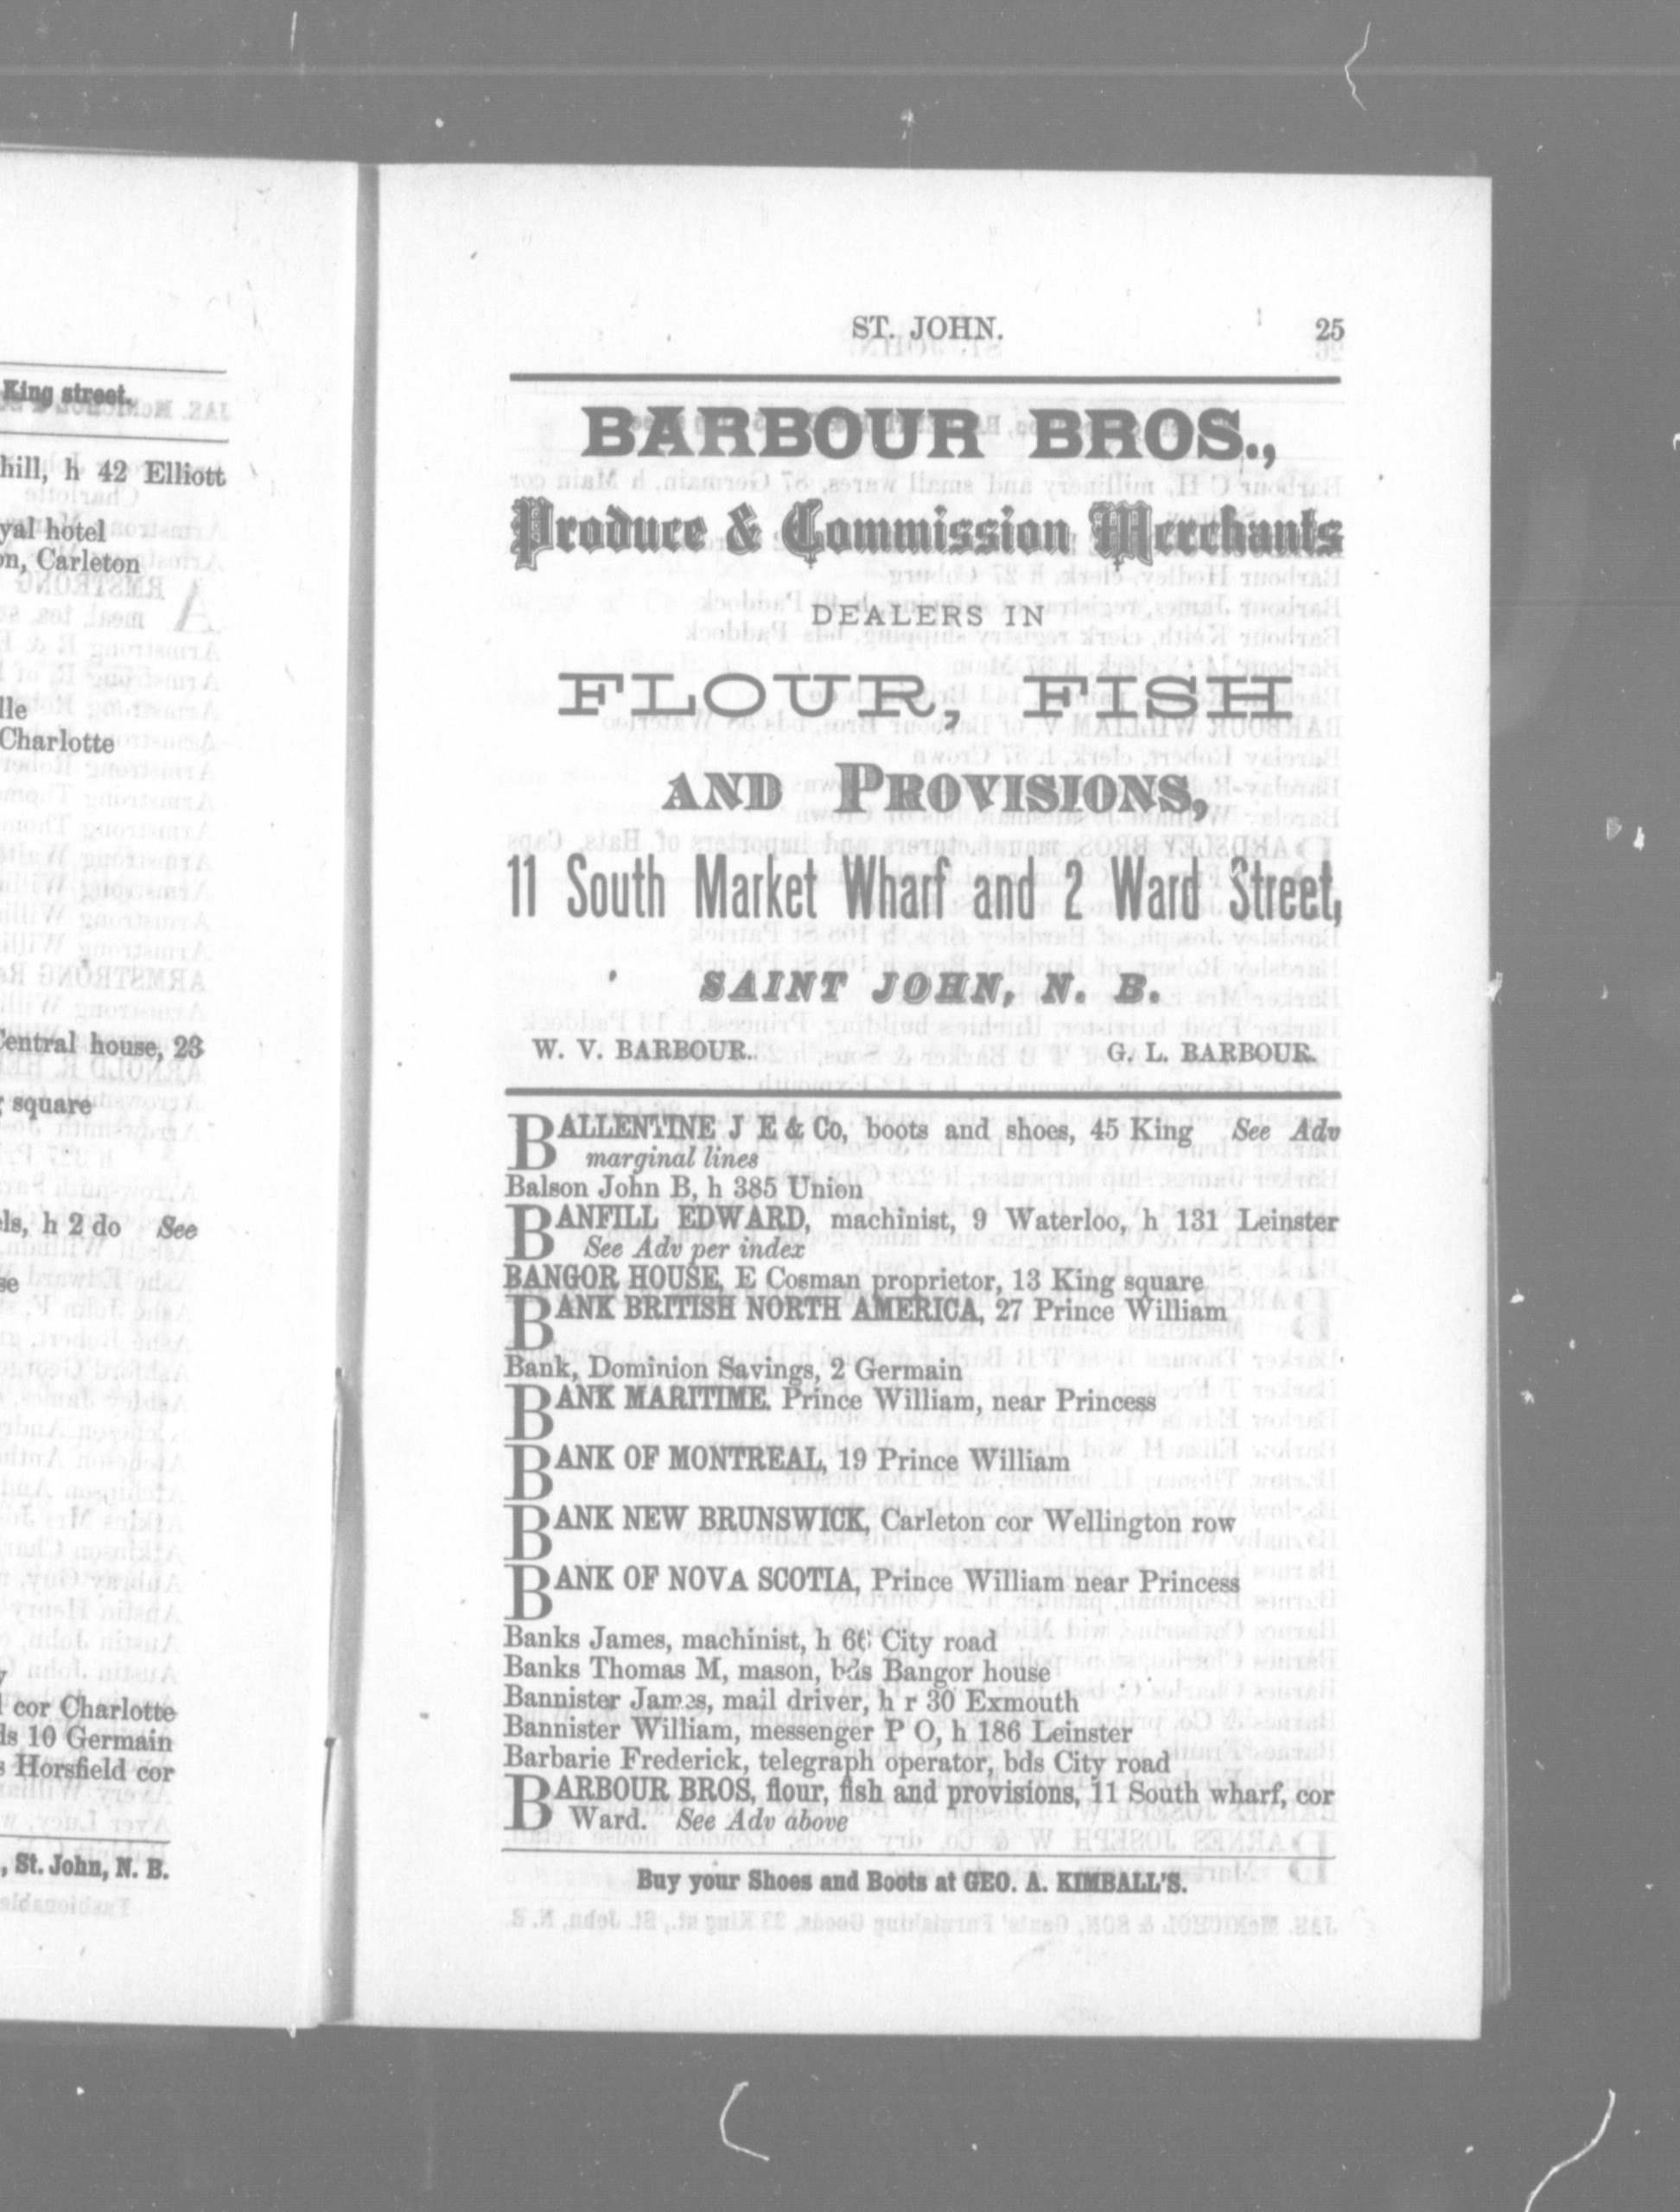 King street.
hill, h 42 Elliott
yal hotel
on, Carleton
lle
Charlotte
Central house, 23
square
els, h 2 do See
se
cor Charlotte
ds 10 Germain
s Horsfield cor
, St. John, N. B.
ST. JOHN. 25
BARBOUR BROS.,
Produce & Commission Merchants
DEALERS IN
FLOUR, FISH
AND PROVISIONS,
11 South Market Wharf and 2 Ward Street,
SAINT JOHN, N. B.
W. V. BARBOUR. G. L. BARBOUR.
BALLENTINE J E & Co, boots and shoes, 45 King See Adv
marginal lines
Balson John B, h 385 Union
BANFILL EDWARD, machinist, 9 Waterloo, h 131 Leinster
See Adv per index
BANGOR HOUSE, E Cosman proprietor, 13 King square
BANK BRITISH NORTH AMERICA, 27 Prince William
Bank, Dominion Savings, 2 Germain
BANK MARITIME. Prince William, near Princess
BANK OF MONTREAL, 19 Prince William
BANK NEW BRUNSWICK, Carleton cor Wellington row
BANK OF NOVA SCOTIA, Prince William near Princess
Banks James, machinist, h 66 City road
Banks Thomas M, mason, bds Bangor house
Bannister James, mail driver, h r 30 Exmouth
Bannister William, messenger P O, h 186 Leinster
Barbarie Frederick, telegraph operator, bds City road
BARBOUR BROS, flour, fish and provisions, 11 South wharf, cor
Ward. See Adv above
Buy your Shoes and Boots at GEO. A. KIMBALL'S.